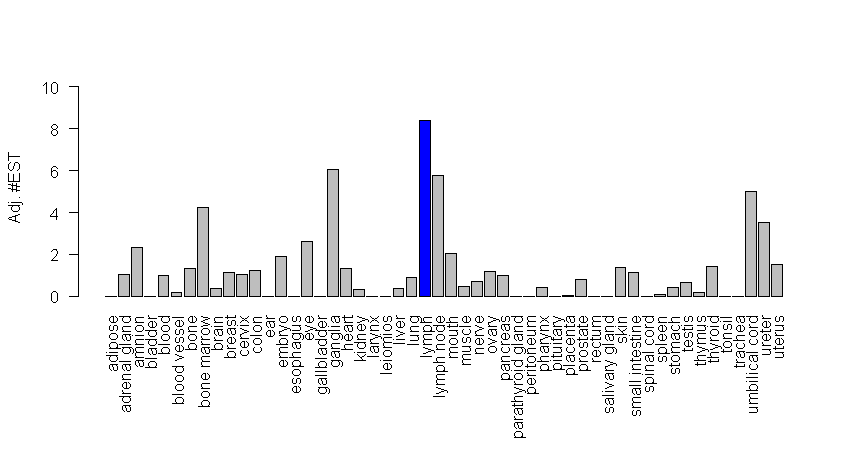 Adj. #EST
10
8
6
4
2
0
adipose
adrenal gland
amnion
bladder
blood
blood vessel
bone
bone marrow
brain
breast
cervix
colon
ear
embryo
esophagus
eye
gallbladder
ganglia
heart
kidney
larynx
leiomios
liver
lung
lymph
lymph node
mouth
muscle
nerve
ovary
pancreas
parathyroid gland
peritoneum
pharynx
pituitary
placenta
prostate
rectum
salivary gland
skin
small intestine
spinal cord
spleen
stomach
testis
thymus
thyroid
tonsil
trachea
umbilical cord
ureter
uterus